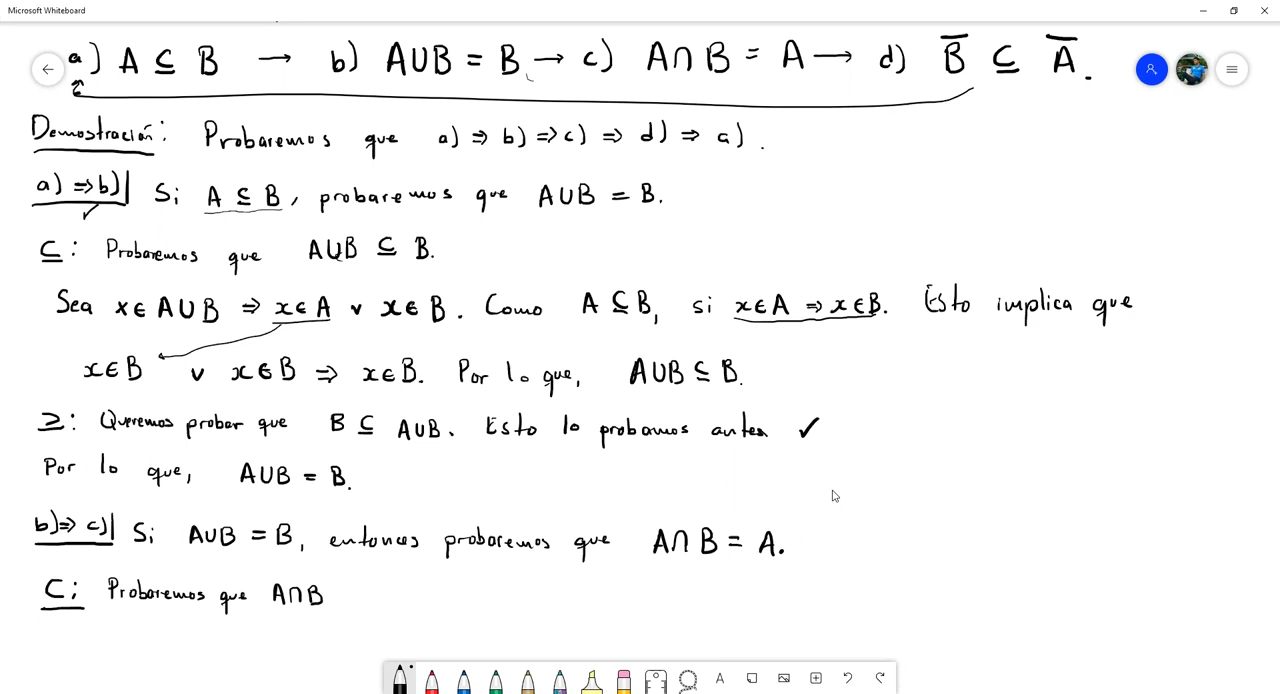 Microsoft Whiteboard
a) A ⊆ B → b) A∪B = B → c) A∩B = A → d) B̅ ⊆ A̅.
Demostración: Probaremos que a) ⇒ b) ⇒ c) ⇒ d) ⇒ a).
a) ⇒ b)| Si A ⊆ B, probaremos que A∪B = B.
⊆: Probaremos que A∪B ⊆ B.
Sea x∈A∪B ⇒ x∈A ∨ x∈B. Como A⊆B, si x∈A ⇒ x∈B. Esto implica que
x∈B ∨ x∈B ⇒ x∈B. Por lo que, A∪B ⊆ B.
⊇: Queremos probar que B ⊆ A∪B. Esto lo probamos antes ✓
Por lo que, A∪B = B.
b) ⇒ c)| Si A∪B = B, entonces probaremos que A∩B = A.
⊂: Probaremos que A∩B
A